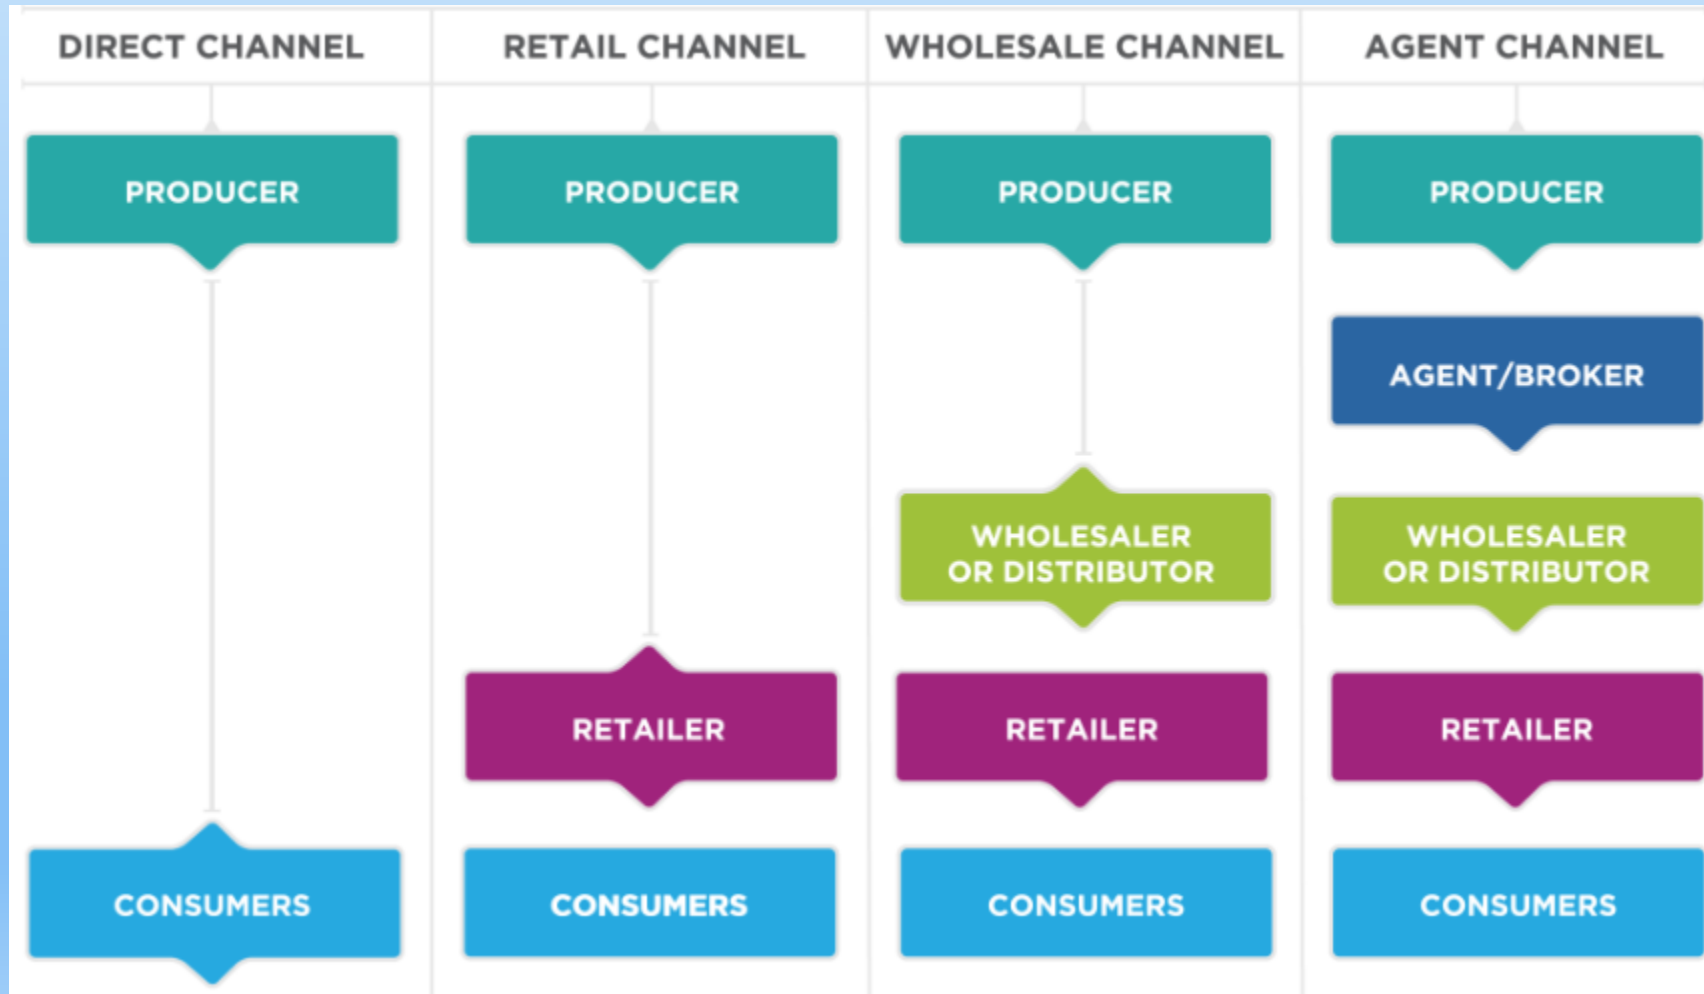 DIRECT CHANNEL
RETAIL CHANNEL
WHOLESALE CHANNEL
AGENT CHANNEL
PRODUCER
PRODUCER
PRODUCER
PRODUCER
AGENT/BROKER
WHOLESALER
OR DISTRIBUTOR
WHOLESALER
OR DISTRIBUTOR
RETAILER
RETAILER
RETAILER
CONSUMERS
CONSUMERS
CONSUMERS
CONSUMERS